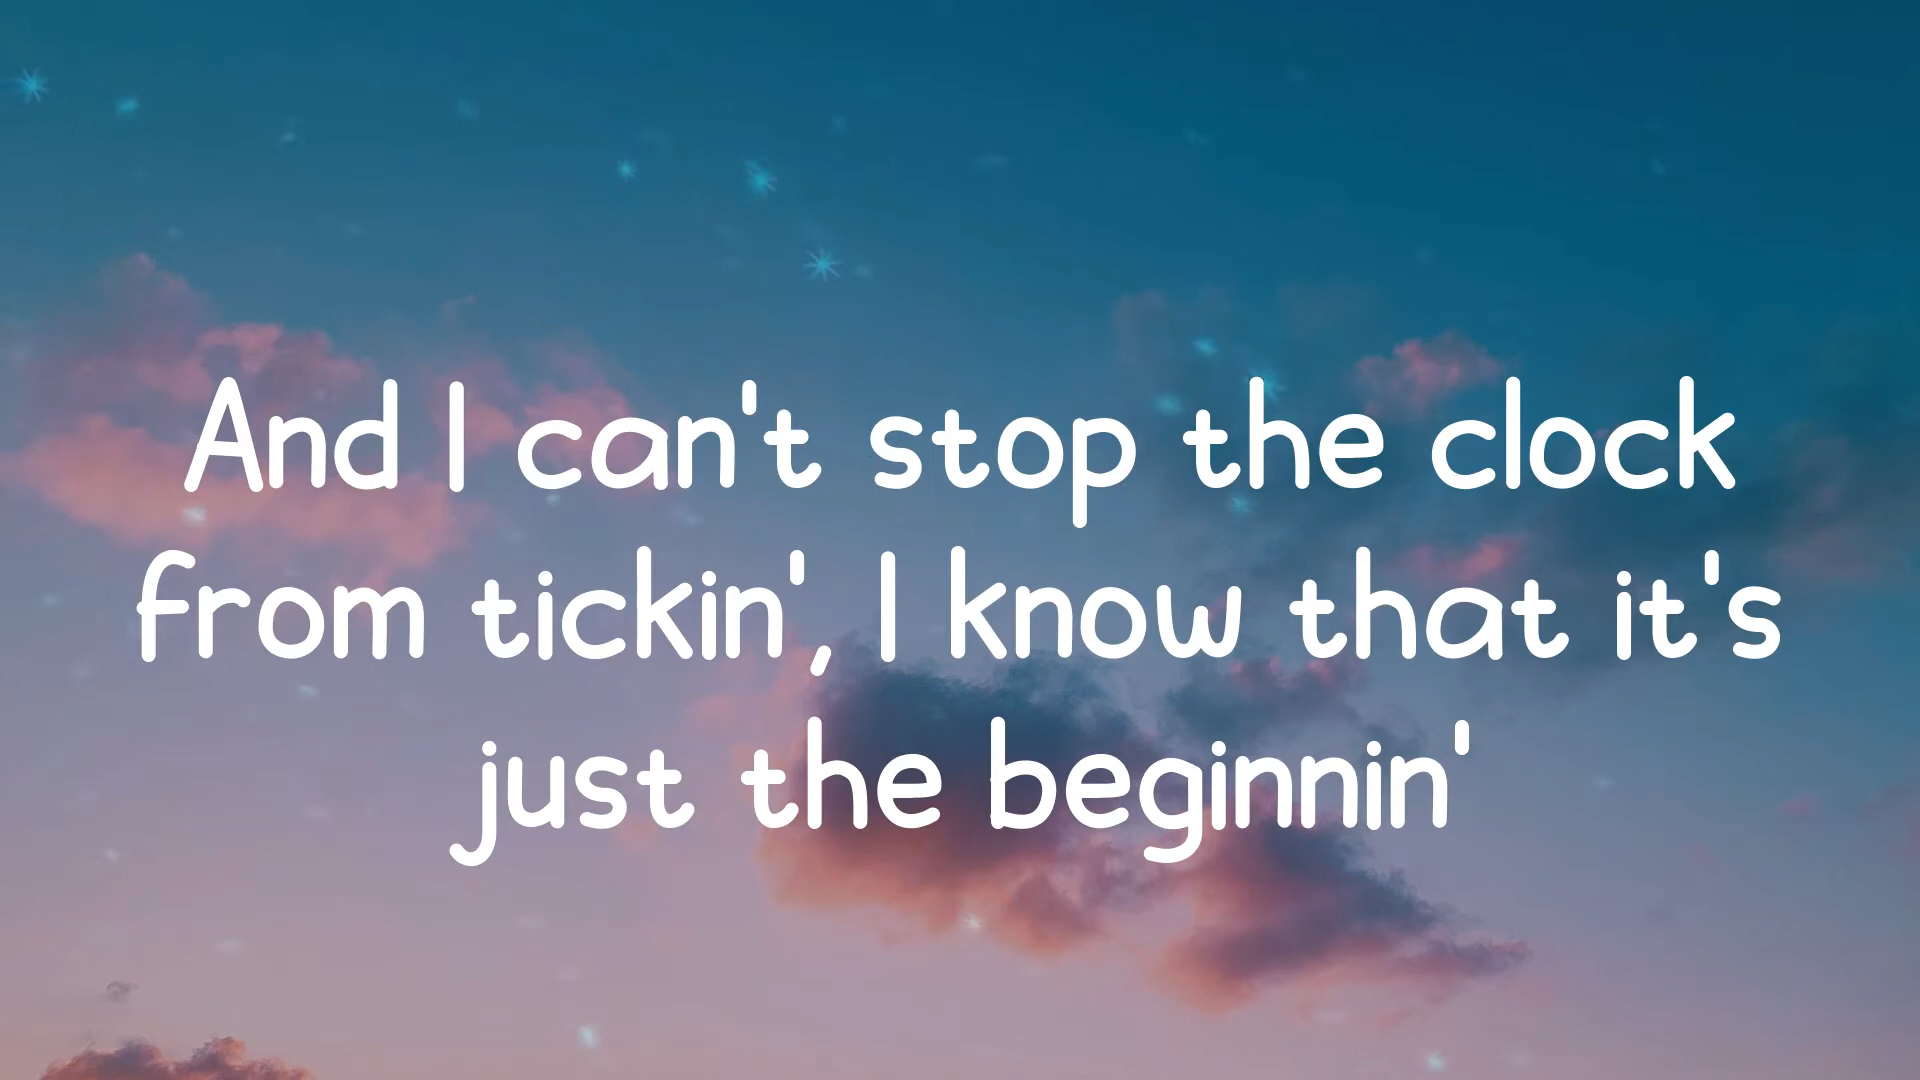 And I can't stop the clock
from tickin', I know that it's
just the beginnin'